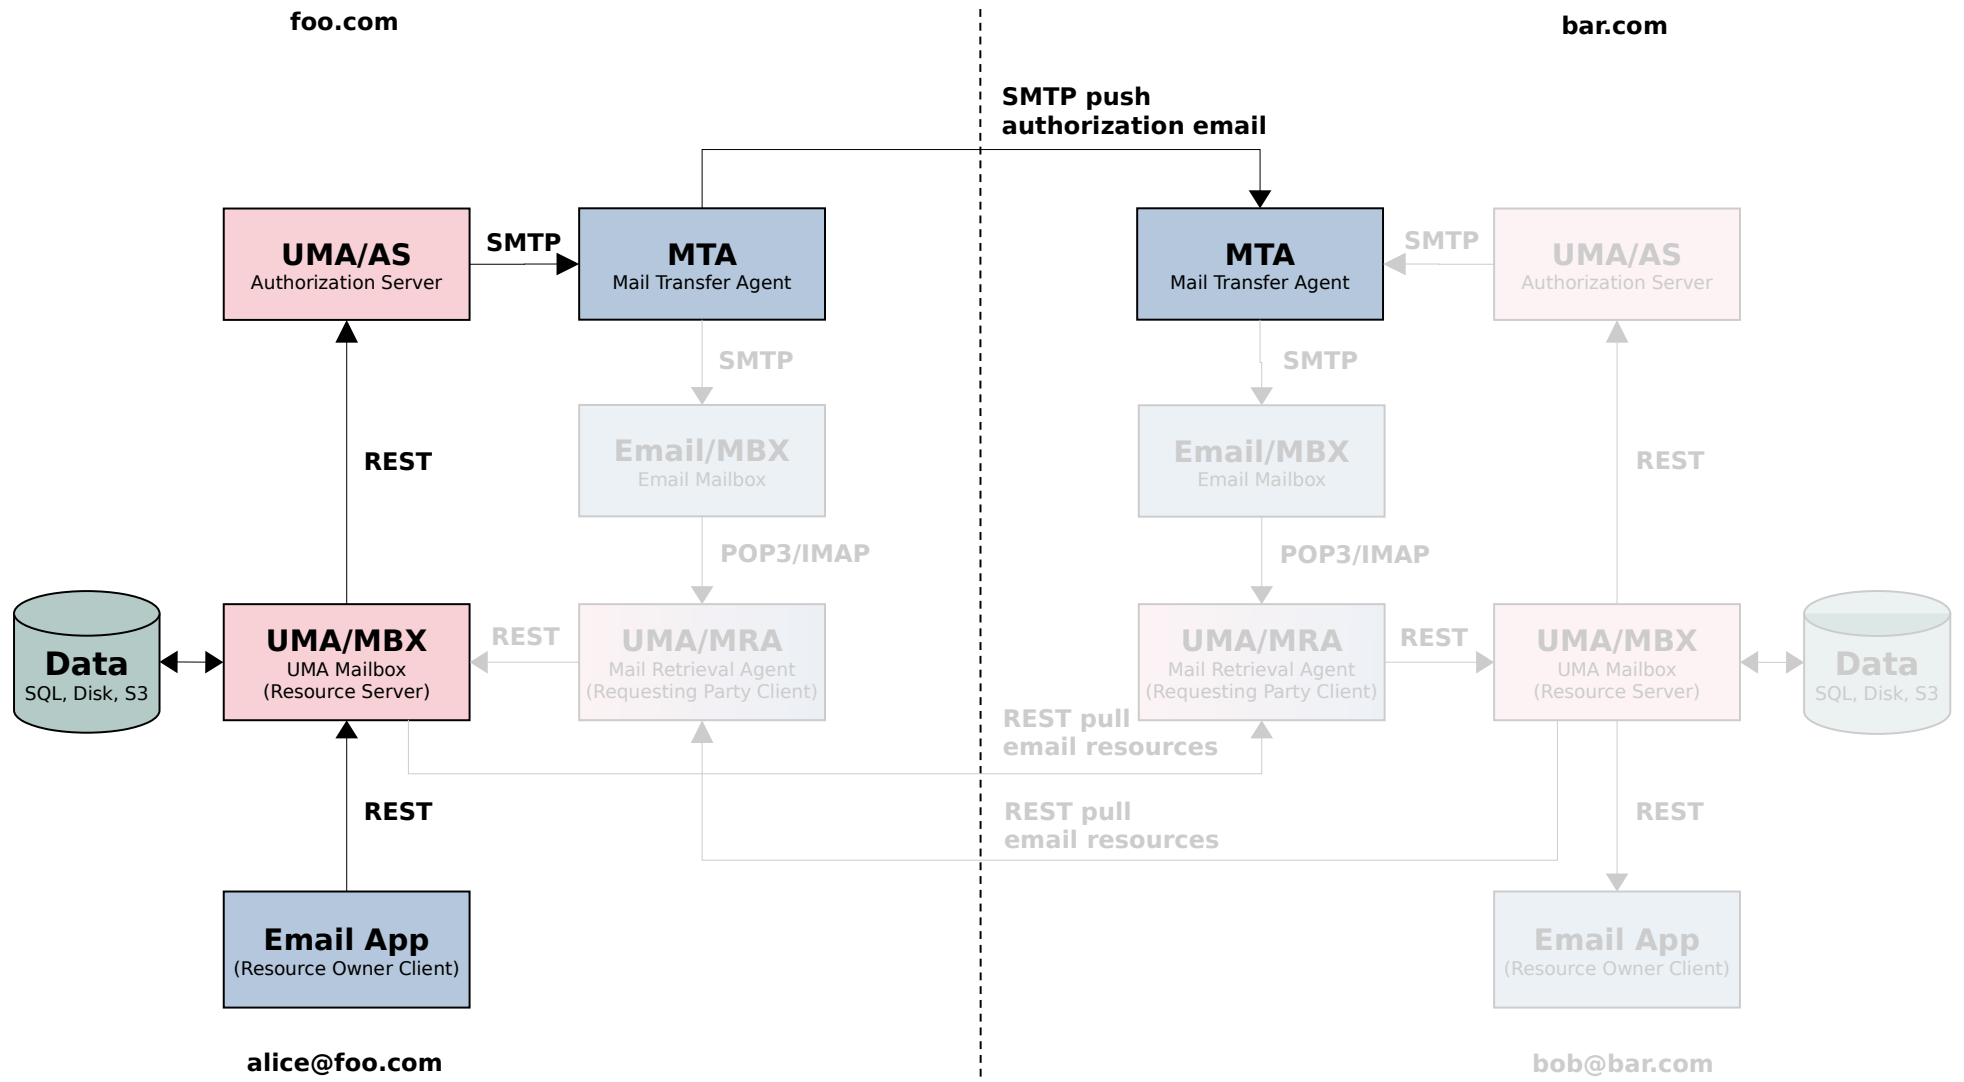 foo.com
bar.com
SMTP push
authorization email
UMA/AS
Authorization Server
SMTP
MTA
Mail Transfer Agent
MTA
Mail Transfer Agent
SMTP
UMA/AS
Authorization Server
SMTP
SMTP
REST
Email/MBX
Email Mailbox
Email/MBX
Email Mailbox
REST
POP3/IMAP
POP3/IMAP
Data
SQL, Disk, S3
UMA/MBX
UMA Mailbox
(Resource Server)
REST
UMA/MRA
Mail Retrieval Agent
(Requesting Party Client)
UMA/MRA
Mail Retrieval Agent
(Requesting Party Client)
REST
UMA/MBX
UMA Mailbox
(Resource Server)
Data
SQL, Disk, S3
REST pull
email resources
REST
REST pull
email resources
REST
Email App
(Resource Owner Client)
Email App
(Resource Owner Client)
alice@foo.com
bob@bar.com